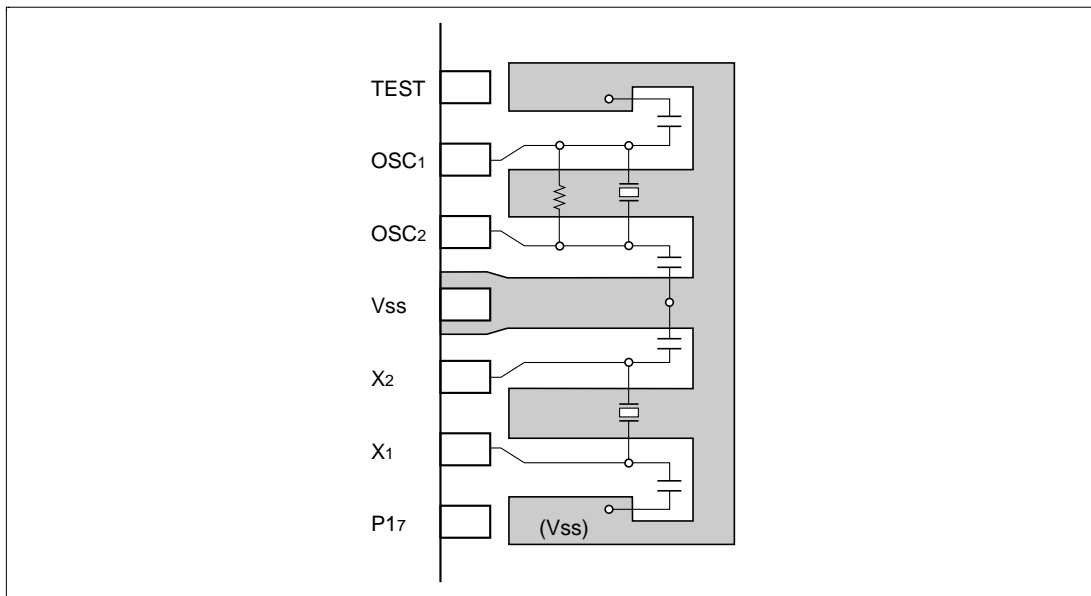 TEST
OSC1
OSC2
Vss
X2
X1
P17
(Vss)